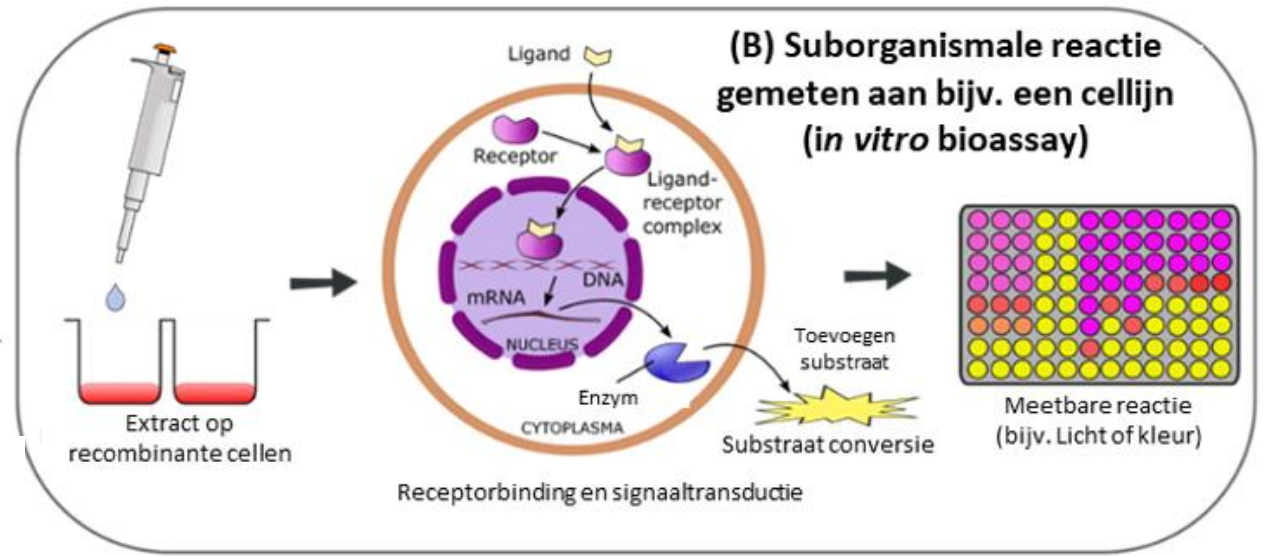 (B) Suborganismale reactie
gemeten aan bijv. een cellijn
(in vitro bioassay)
Extract op
recombinante cellen
Ligand
Receptor
Ligand-
receptor
complex
DNA
mRNA
NUCLEUS
Enzym
CYTOPLASMA
Receptorbinding en signaaltransductie
Toevoegen
substraat
Substraat conversie
Meetbare reactie
(bijv. Licht of kleur)